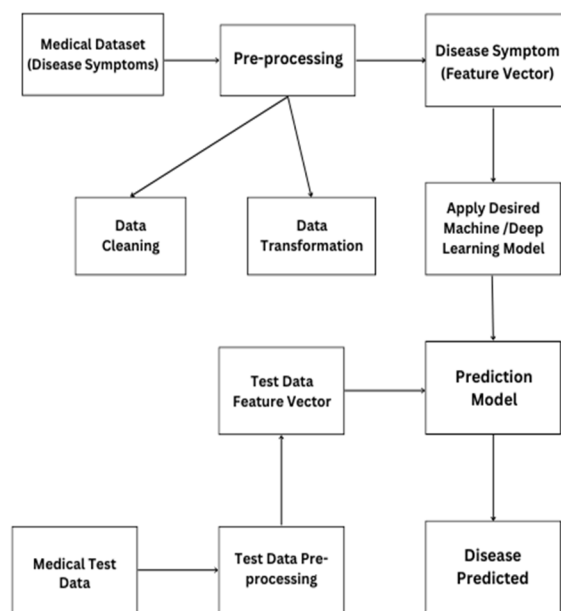 Medical Dataset
(Disease Symptoms)
Pre-processing
Disease Symptom
(Feature Vector)
Data
Cleaning
Data
Transformation
Apply Desired
Machine /Deep
Learning Model
Test Data
Feature Vector
Prediction
Model
Medical Test
Data
Test Data Pre-
processing
Disease
Predicted